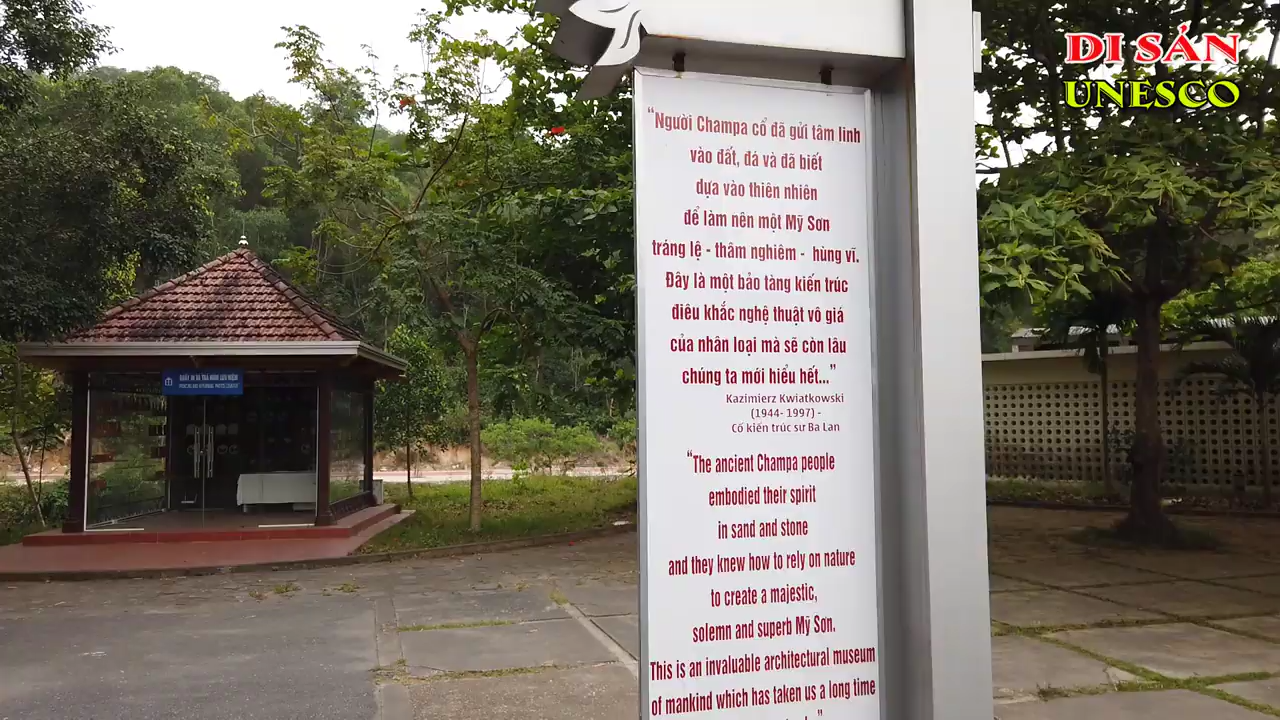 DI SẢN
UNESCO
“Người Champa cổ đã gửi tâm linh
vào đất, đá và đã biết
dựa vào thiên nhiên
để làm nên một Mỹ Sơn
tráng lệ - thâm nghiêm - hùng vĩ.
Đây là một bảo tàng kiến trúc
điêu khắc nghệ thuật vô giá
của nhân loại mà sẽ còn lâu
chúng ta mới hiểu hết...”
Kazimierz Kwiatkowski
(1944- 1997) -
Cố kiến trúc sư Ba Lan
“The ancient Champa people
embodied their spirit
in sand and stone
and they knew how to rely on nature
to create a majestic,
solemn and superb Mỹ Sơn.
This is an invaluable architectural museum
of mankind which has taken us a long time